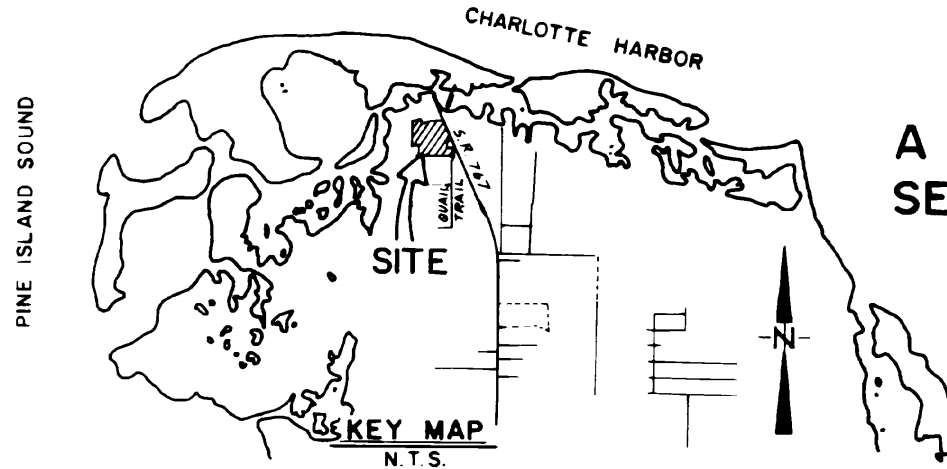 CHARLOTTE HARBOR
PINE ISLAND SOUND
A
SE
S.R. 767
QUAIL
TRAIL
SITE
N
KEY MAP
N.T.S.